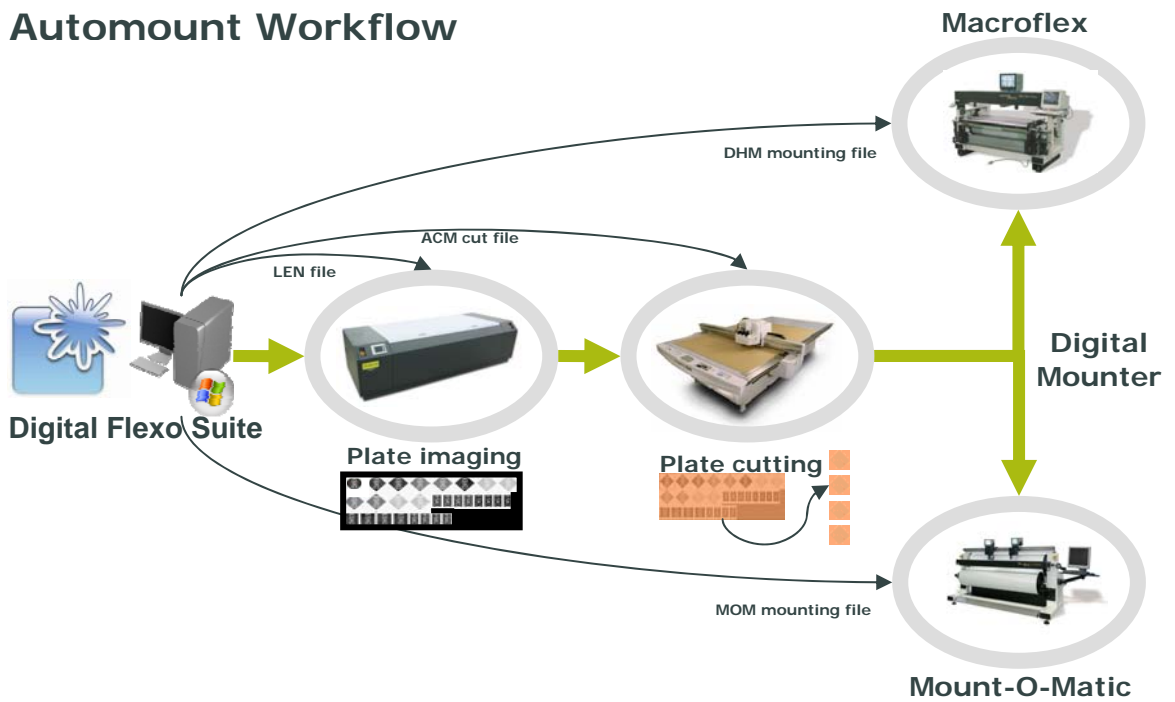 Automount Workflow
Macroflex
DHM mounting file
ACM cut file
LEN file
Digital
Mounter
Digital Flexo Suite
Plate imaging
Plate cutting
MOM mounting file
Mount-O-Matic